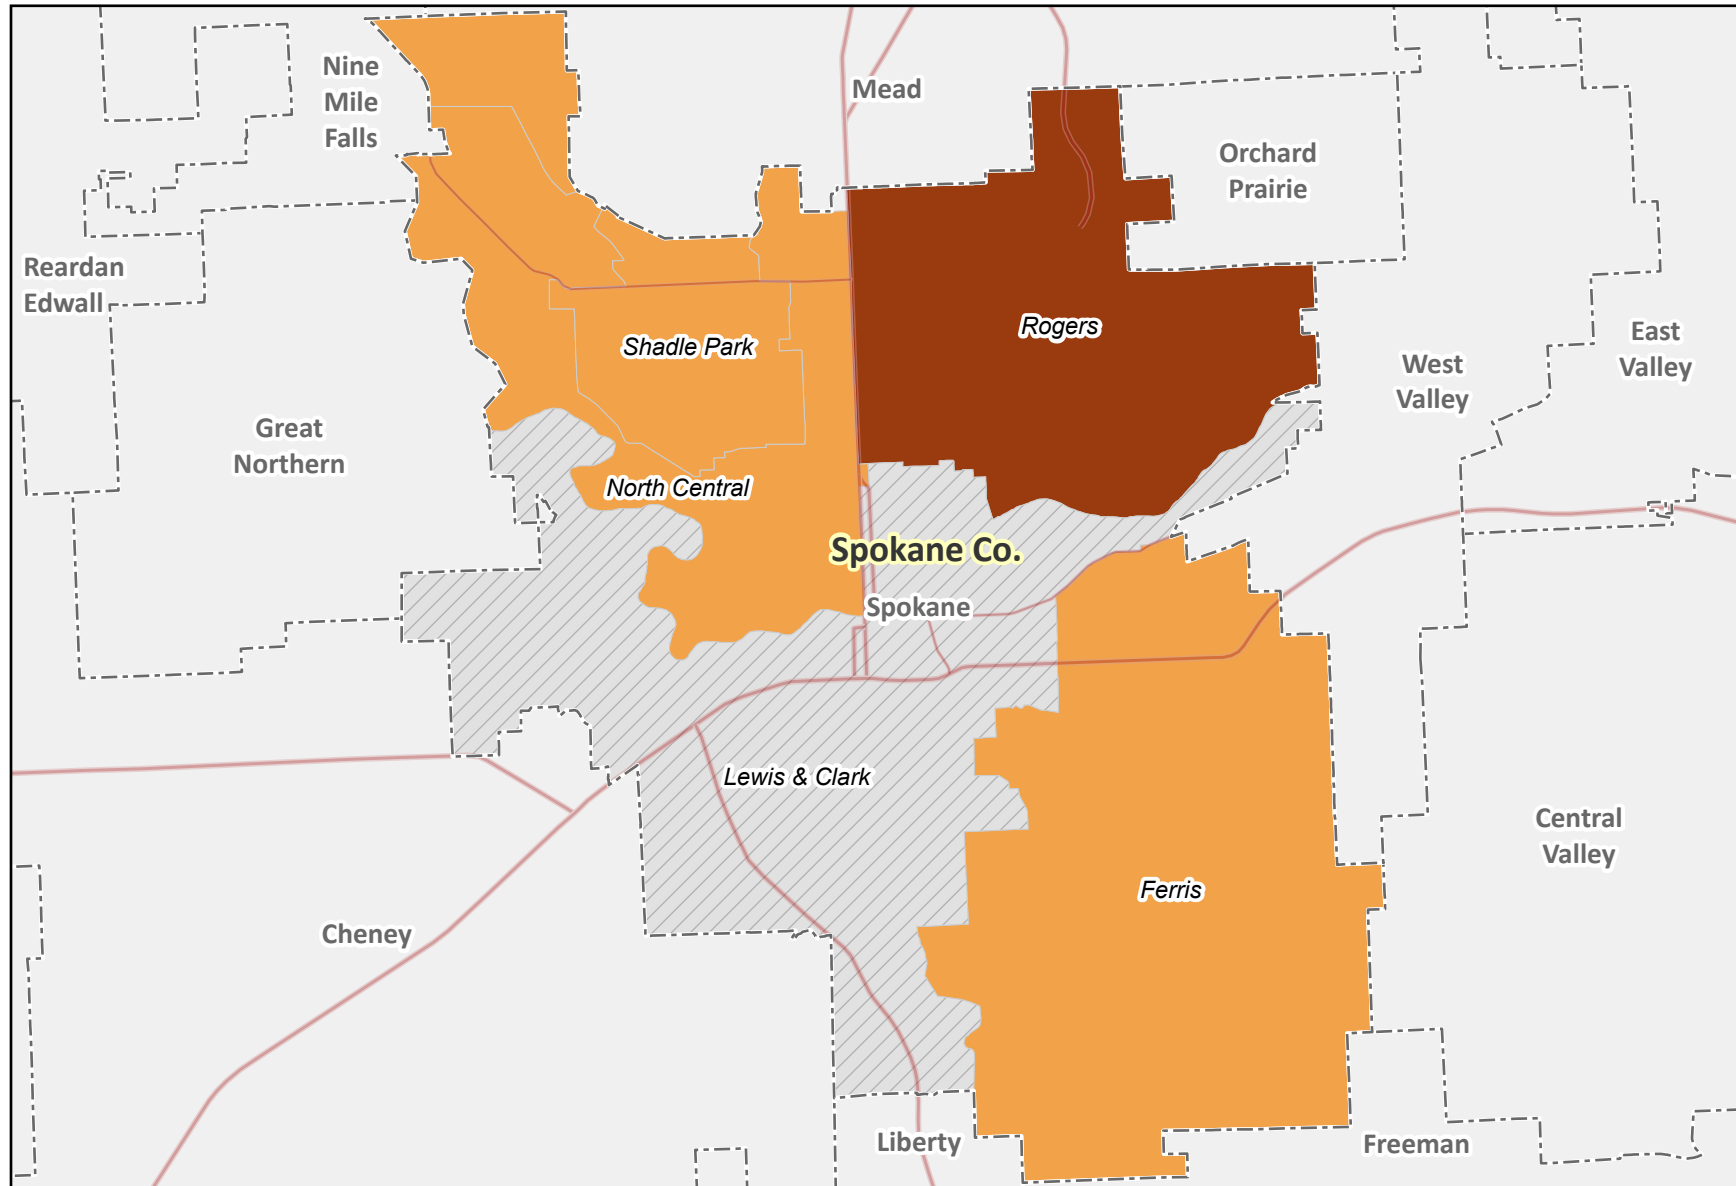 Nine
Mile
Falls
Mead
Orchard
Prairie
Reardan
Edwall
Rogers
Shadle Park
East
Valley
West
Valley
Great
Northern
North Central
Spokane Co.
Spokane
Lewis & Clark
Central
Valley
Ferris
Cheney
Liberty
Freeman